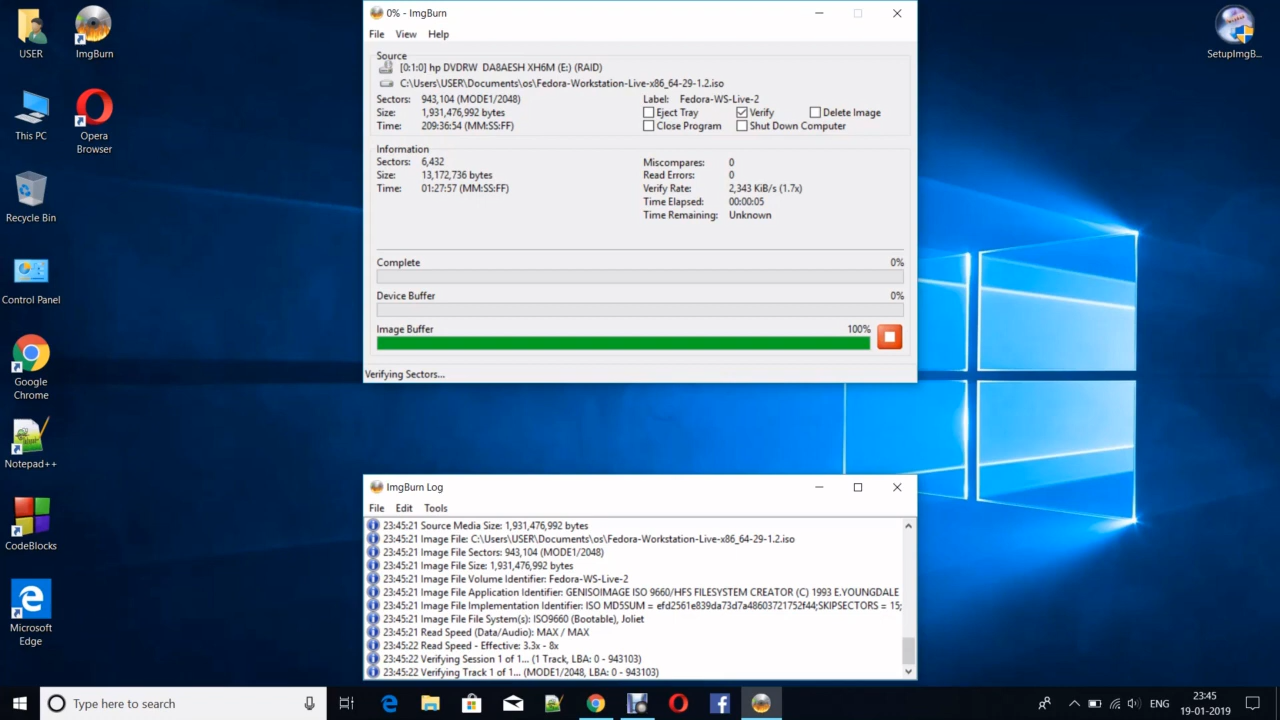 USER
ImgBurn
This PC
Opera
Browser
Recycle Bin
Control Panel
Google
Chrome
Notepad++
CodeBlocks
Microsoft
Edge
SetupImgB...
0% - ImgBurn
File View Help
Source
[0:1:0] hp DVDRW DA8AESH XH6M (E:) (RAID)
C:\Users\USER\Documents\os\Fedora-Workstation-Live-x86_64-29-1.2.iso
Sectors: 943,104 (MODE1/2048)
Size: 1,931,476,992 bytes
Time: 209:36:54 (MM:SS:FF)
Label: Fedora-WS-Live-2
Eject Tray Verify Delete Image
Close Program Shut Down Computer
Information
Sectors: 6,432
Size: 13,172,736 bytes
Time: 01:27:57 (MM:SS:FF)
Miscompares: 0
Read Errors: 0
Verify Rate: 2,343 KiB/s (1.7x)
Time Elapsed: 00:00:05
Time Remaining: Unknown
Complete 0%
Device Buffer 0%
Image Buffer 100%
Verifying Sectors...
ImgBurn Log
File Edit Tools
23:45:21 Source Media Size: 1,931,476,992 bytes
23:45:21 Image File: C:\Users\USER\Documents\os\Fedora-Workstation-Live-x86_64-29-1.2.iso
23:45:21 Image File Sectors: 943,104 (MODE1/2048)
23:45:21 Image File Size: 1,931,476,992 bytes
23:45:21 Image File Volume Identifier: Fedora-WS-Live-2
23:45:21 Image File Application Identifier: GENISOIMAGE ISO 9660/HFS FILESYSTEM CREATOR (C) 1993 E.YOUNGDALE
23:45:21 Image File Implementation Identifier: ISO MD5SUM = efd2561e839da73d7a48603721752f44;SKIPSECTORS = 15;
23:45:21 Image File File System(s): ISO9660 (Bootable), Joliet
23:45:21 Read Speed (Data/Audio): MAX / MAX
23:45:22 Read Speed - Effective: 3.3x - 8x
23:45:22 Verifying Session 1 of 1... (1 Track, LBA: 0 - 943103)
23:45:22 Verifying Track 1 of 1... (MODE1/2048, LBA: 0 - 943103)
Type here to search
ENG
23:45
19-01-2019